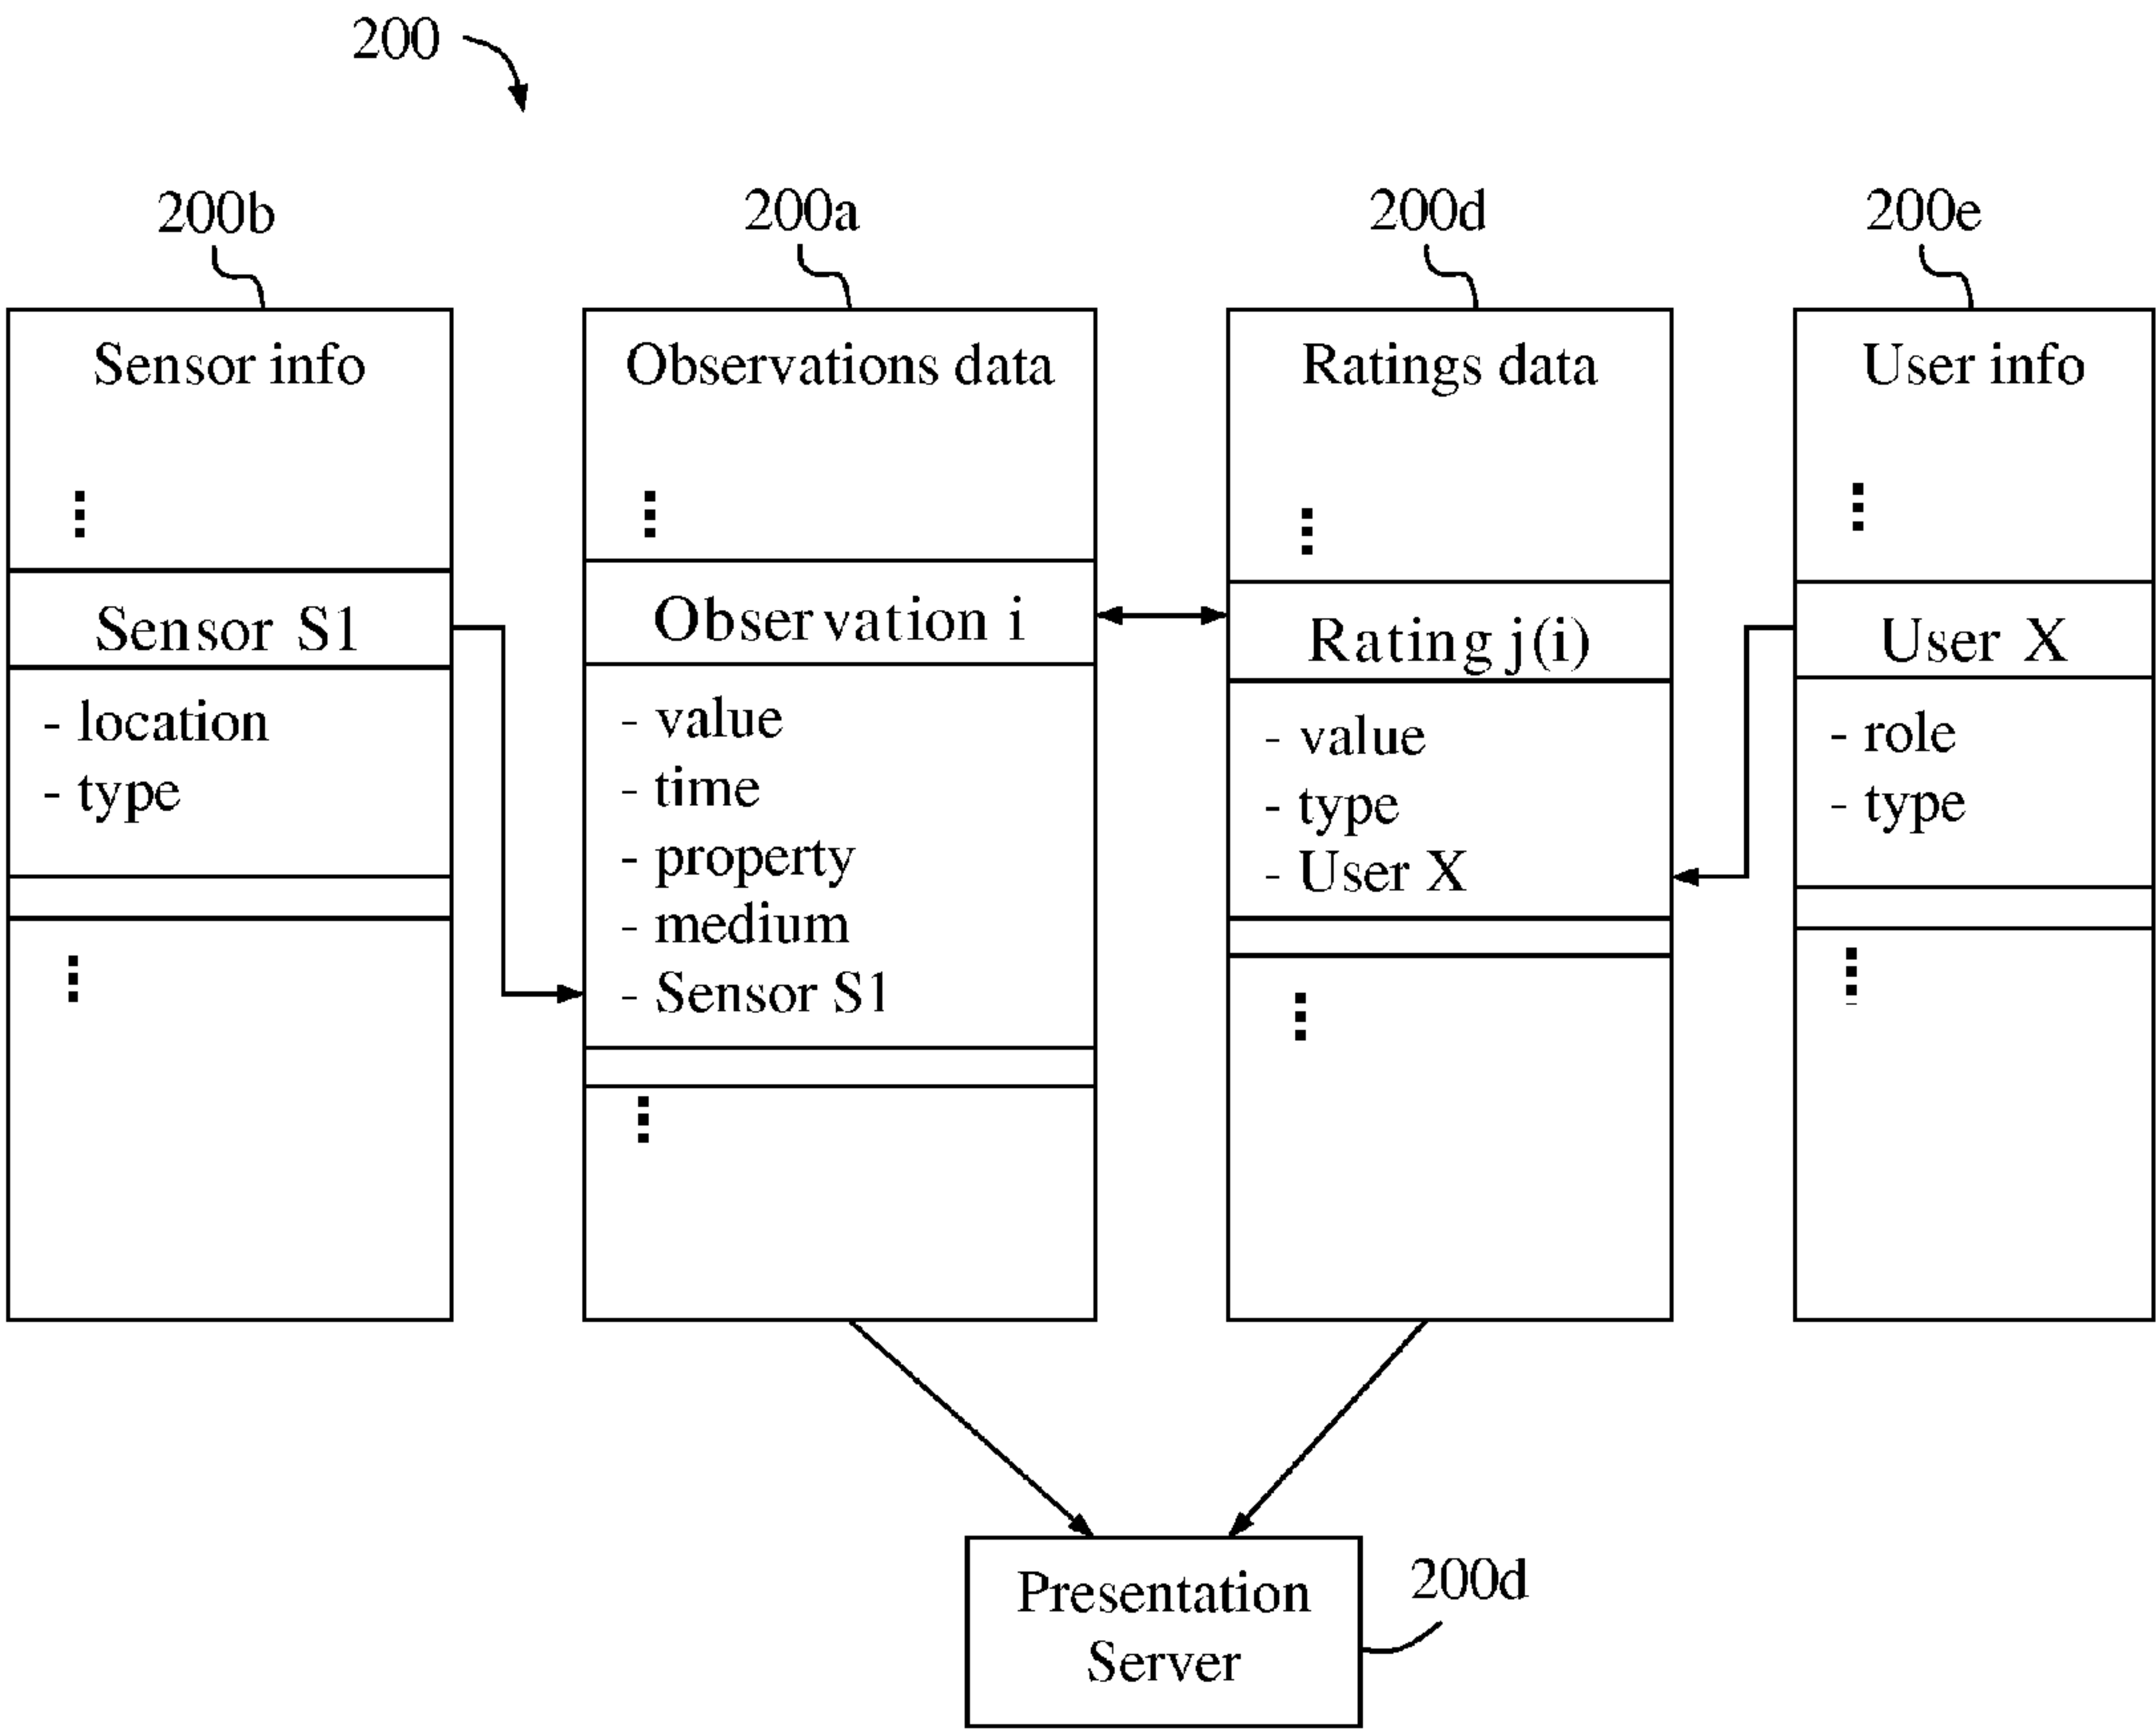 200
200b
200a
200d
200e
Sensor info
Sensor S1
- location
- type
Observations data
Observation i
- value
- time
- property
- medium
- Sensor S1
Ratings data
Rating j(i)
- value
- type
- User X
User info
User X
- role
- type
Presentation
Server
200d